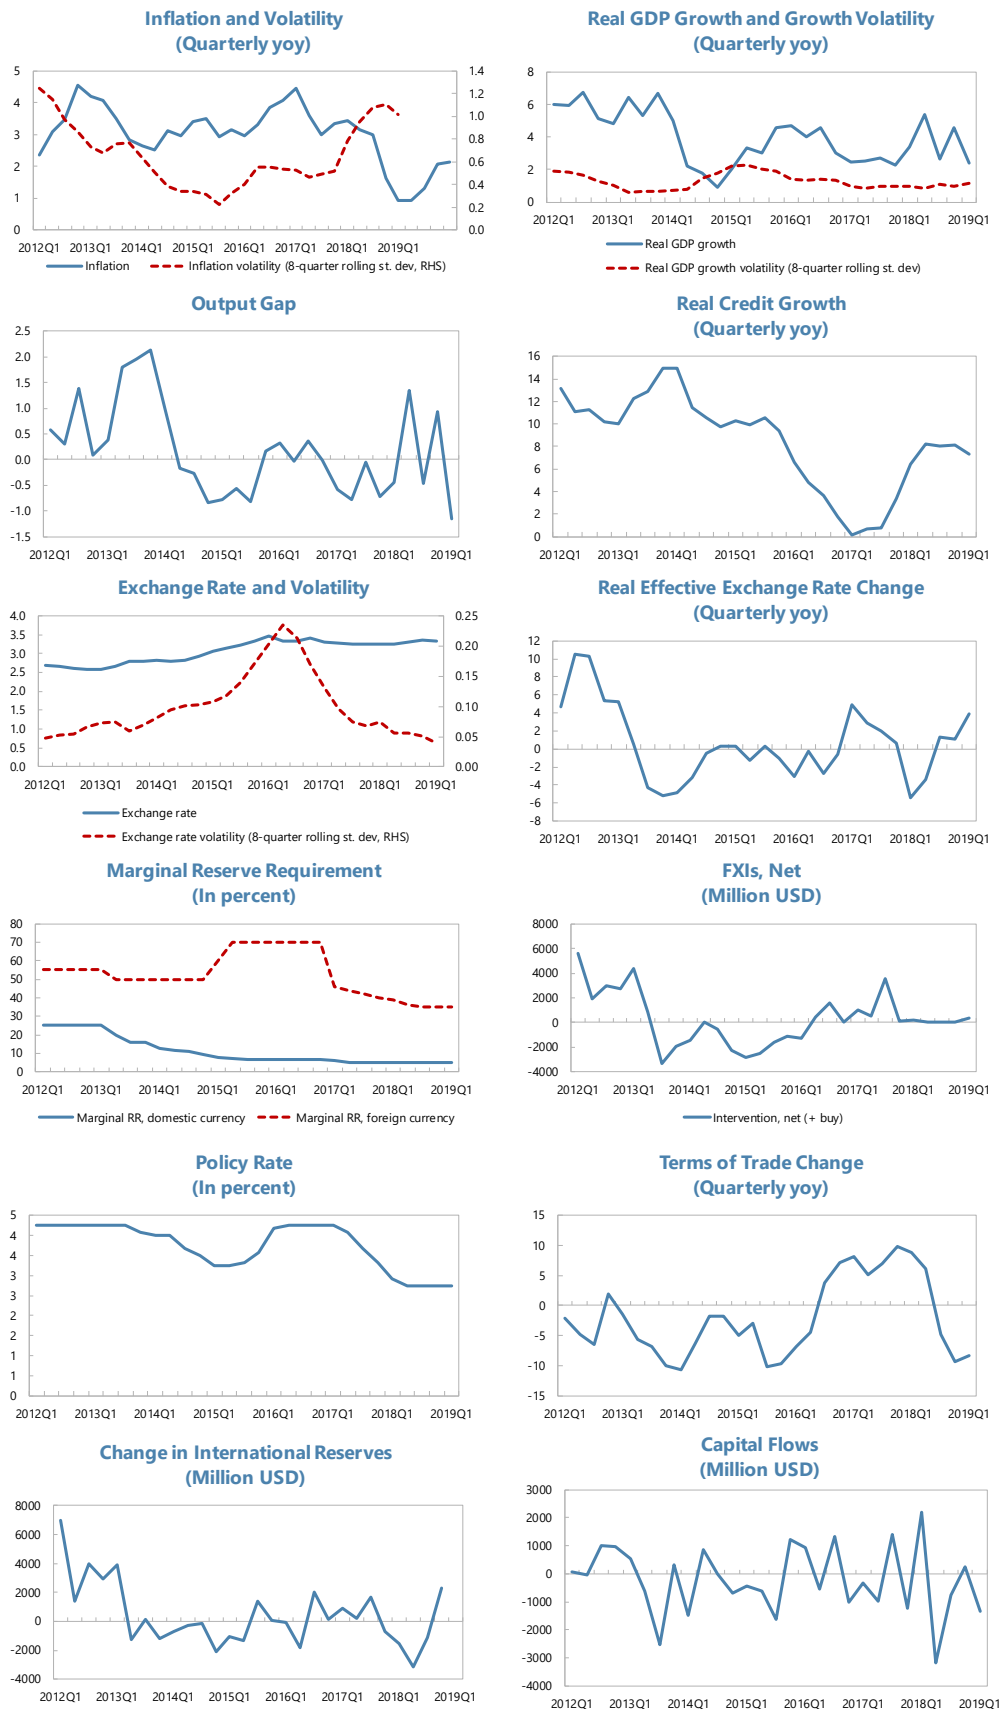 Inflation and Volatility
(Quarterly yoy)
5
4
3
2
1
0
1.4
1.2
1.0
0.8
0.6
0.4
0.2
0.0
2012Q1 2013Q1 2014Q1 2015Q1 2016Q1 2017Q1 2018Q1 2019Q1
Inflation Inflation volatility (8-quarter rolling st. dev, RHS)
Real GDP Growth and Growth Volatility
(Quarterly yoy)
8
6
4
2
0
2012Q1 2013Q1 2014Q1 2015Q1 2016Q1 2017Q1 2018Q1 2019Q1
Real GDP growth
Real GDP growth volatility (8-quarter rolling st. dev)
Output Gap
2.5
2.0
1.5
1.0
0.5
0.0
-0.5
-1.0
-1.5
2012Q1 2013Q1 2014Q1 2015Q1 2016Q1 2017Q1 2018Q1 2019Q1
Real Credit Growth
(Quarterly yoy)
16
14
12
10
8
6
4
2
0
2012Q1 2013Q1 2014Q1 2015Q1 2016Q1 2017Q1 2018Q1 2019Q1
Exchange Rate and Volatility
4.0
3.5
3.0
2.5
2.0
1.5
1.0
0.5
0.0
0.25
0.20
0.15
0.10
0.05
0.00
2012Q1 2013Q1 2014Q1 2015Q1 2016Q1 2017Q1 2018Q1 2019Q1
Exchange rate
Exchange rate volatility (8-quarter rolling st. dev, RHS)
Real Effective Exchange Rate Change
(Quarterly yoy)
12
10
8
6
4
2
0
-2
-4
-6
-8
2012Q1 2013Q1 2014Q1 2015Q1 2016Q1 2017Q1 2018Q1 2019Q1
Marginal Reserve Requirement
(In percent)
80
70
60
50
40
30
20
10
0
2012Q1 2013Q1 2014Q1 2015Q1 2016Q1 2017Q1 2018Q1 2019Q1
Marginal RR, domestic currency Marginal RR, foreign currency
FXIs, Net
(Million USD)
8000
6000
4000
2000
0
-2000
-4000
2012Q1 2013Q1 2014Q1 2015Q1 2016Q1 2017Q1 2018Q1 2019Q1
Intervention, net (+ buy)
Policy Rate
(In percent)
5
4
4
3
3
2
2
1
1
0
2012Q1 2013Q1 2014Q1 2015Q1 2016Q1 2017Q1 2018Q1 2019Q1
Terms of Trade Change
(Quarterly yoy)
15
10
5
0
-5
-10
-15
2012Q1 2013Q1 2014Q1 2015Q1 2016Q1 2017Q1 2018Q1 2019Q1
Change in International Reserves
(Million USD)
8000
6000
4000
2000
0
-2000
-4000
2012Q1 2013Q1 2014Q1 2015Q1 2016Q1 2017Q1 2018Q1 2019Q1
Capital Flows
(Million USD)
3000
2000
1000
0
-1000
-2000
-3000
-4000
2012Q1 2013Q1 2014Q1 2015Q1 2016Q1 2017Q1 2018Q1 2019Q1